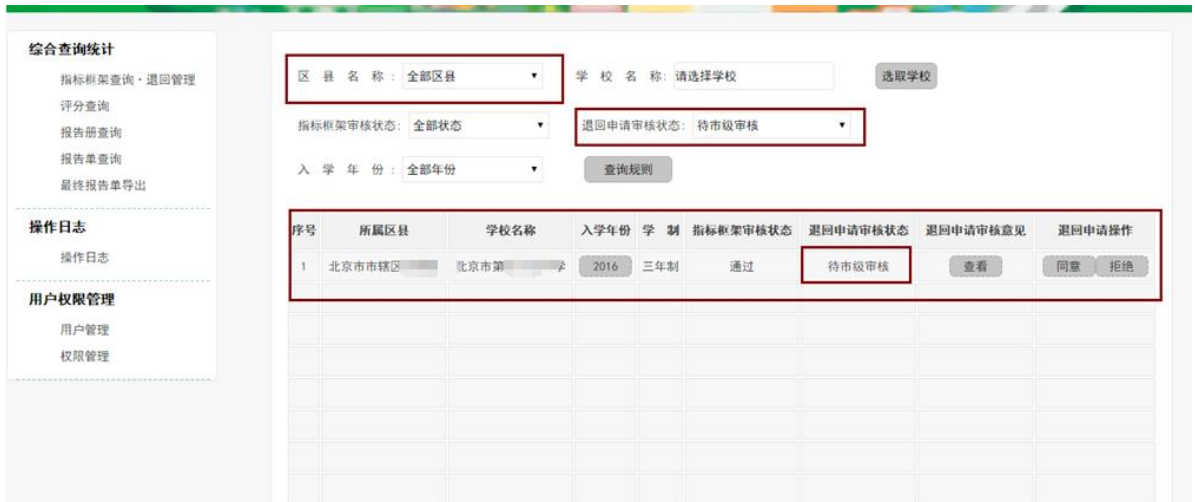 综合查询统计
指标框架查询·退回管理
评分查询
报告册查询
报告单查询
最终报告单导出
操作日志
操作日志
用户权限管理
用户管理
权限管理
区 县 名 称: 全部区县 学 校 名 称: 请选择学校 选取学校
指标框架审核状态: 全部状态 退回申请审核状态: 待市级审核
入 学 年 份: 全部年份 查询规则
序号 所属区县 学校名称 入学年份 学 制 指标框架审核状态 退回申请审核状态 退回申请审核意见 退回申请操作
1 北京市市辖区 北京市第 学 2016 三年制 通过 待市级审核 查看 同意 拒绝